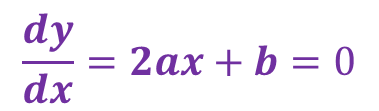 dy/dx = 2ax + b = 0